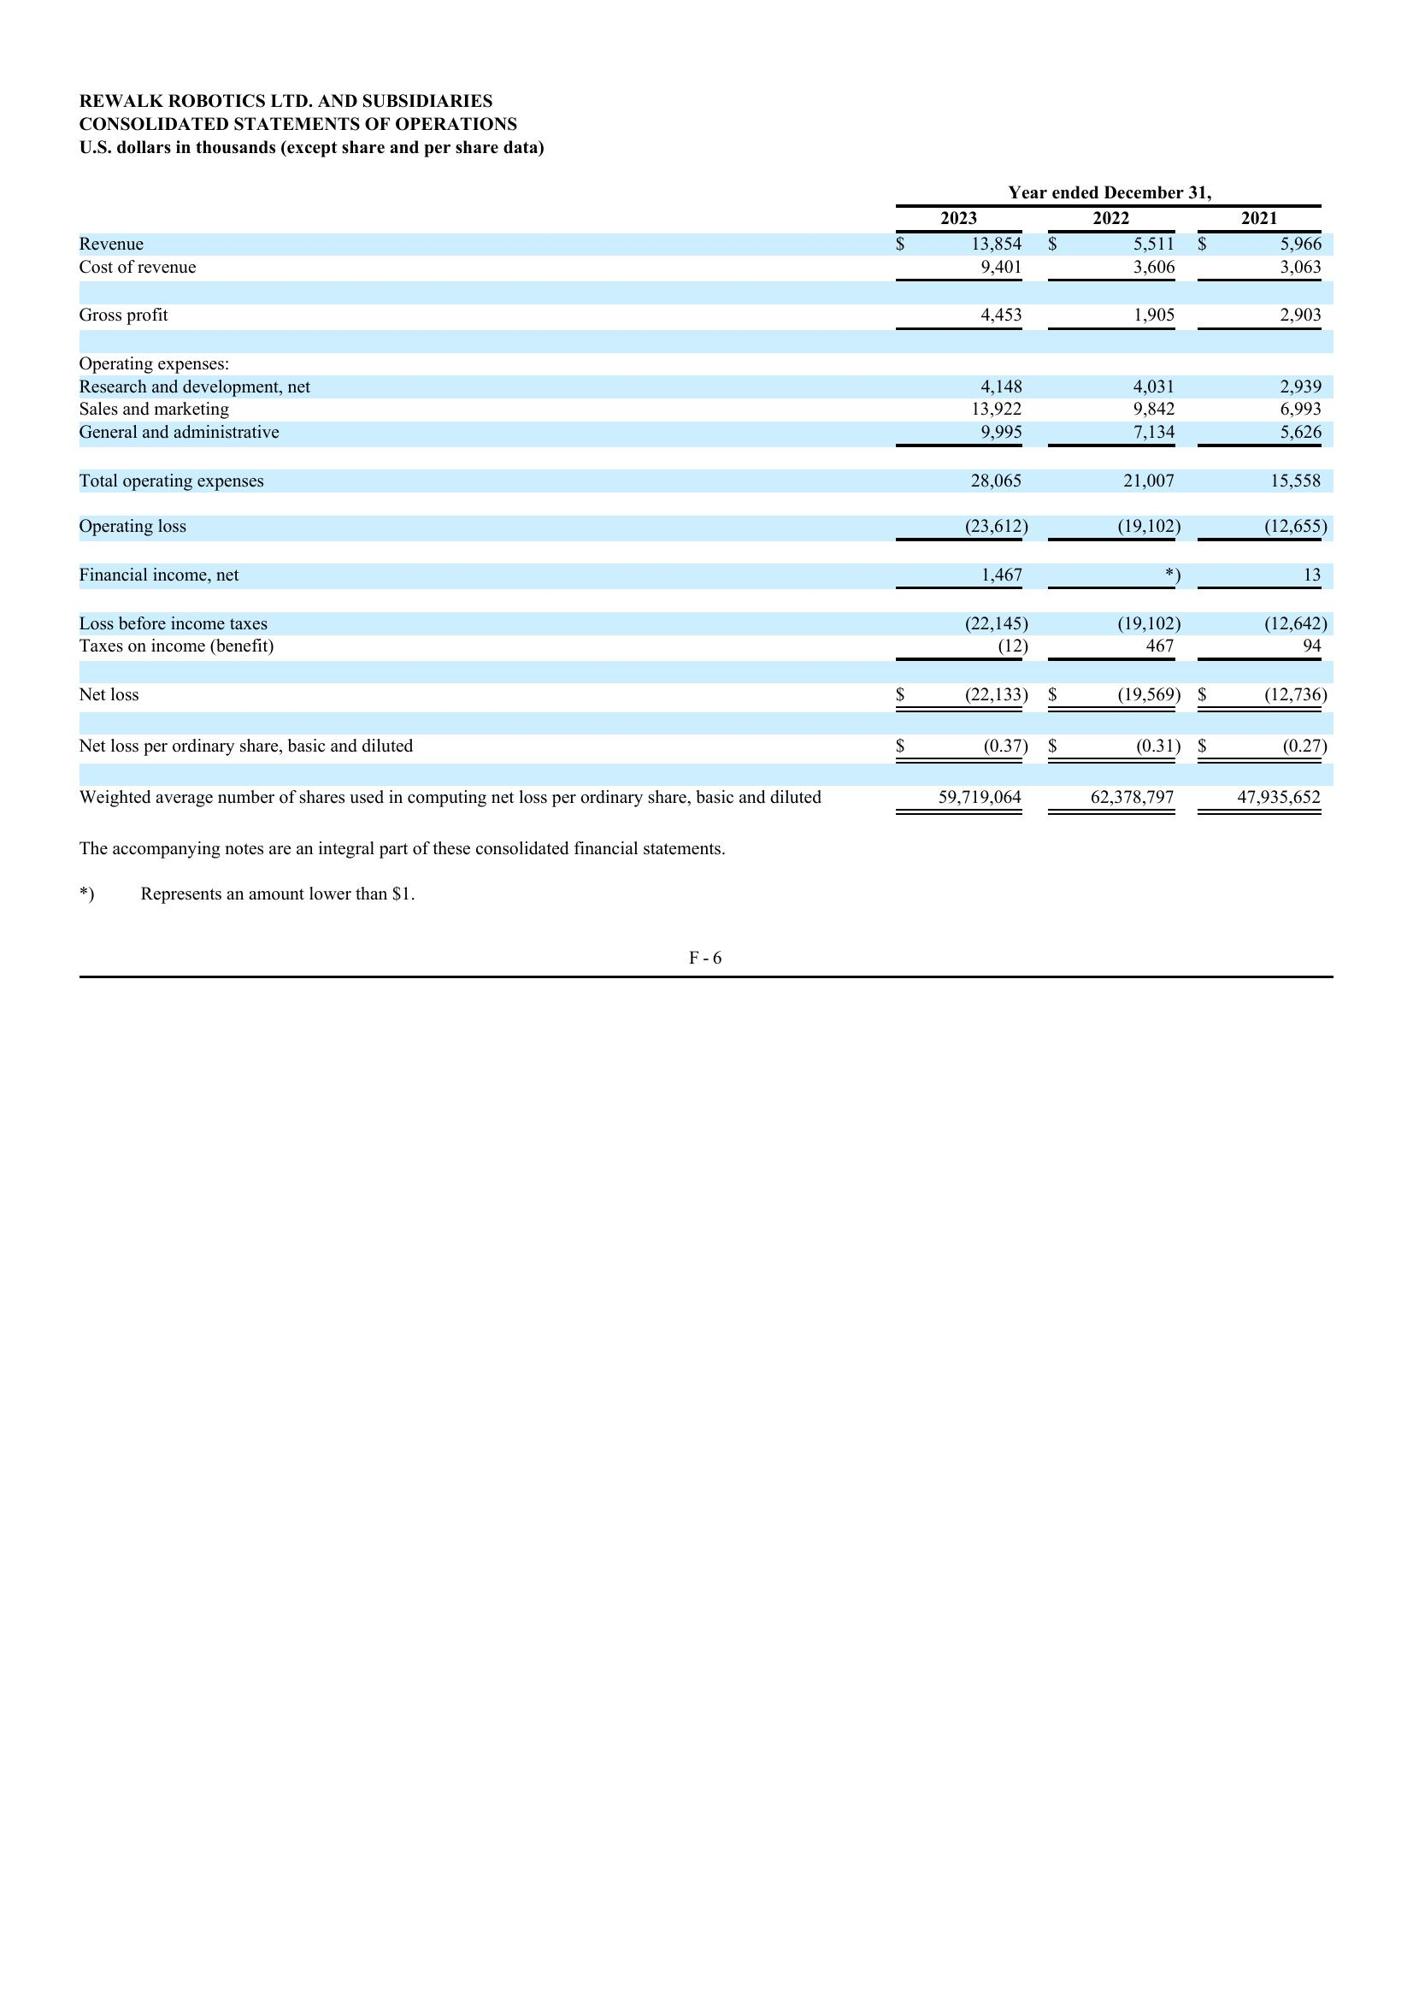 REWALK ROBOTICS LTD. AND SUBSIDIARIES
CONSOLIDATED STATEMENTS OF OPERATIONS
U.S. dollars in thousands (except share and per share data)
Year ended December 31,
2023 2022 2021
Revenue $ 13,854 $ 5,511 $ 5,966
Cost of revenue 9,401 3,606 3,063
Gross profit 4,453 1,905 2,903
Operating expenses:
Research and development, net 4,148 4,031 2,939
Sales and marketing 13,922 9,842 6,993
General and administrative 9,995 7,134 5,626
Total operating expenses 28,065 21,007 15,558
Operating loss (23,612) (19,102) (12,655)
Financial income, net 1,467 *) 13
Loss before income taxes (22,145) (19,102) (12,642)
Taxes on income (benefit) (12) 467 94
Net loss $ (22,133) $ (19,569) $ (12,736)
Net loss per ordinary share, basic and diluted $ (0.37) $ (0.31) $ (0.27)
Weighted average number of shares used in computing net loss per ordinary share, basic and diluted 59,719,064 62,378,797 47,935,652
The accompanying notes are an integral part of these consolidated financial statements.
*) Represents an amount lower than $1.
F - 6